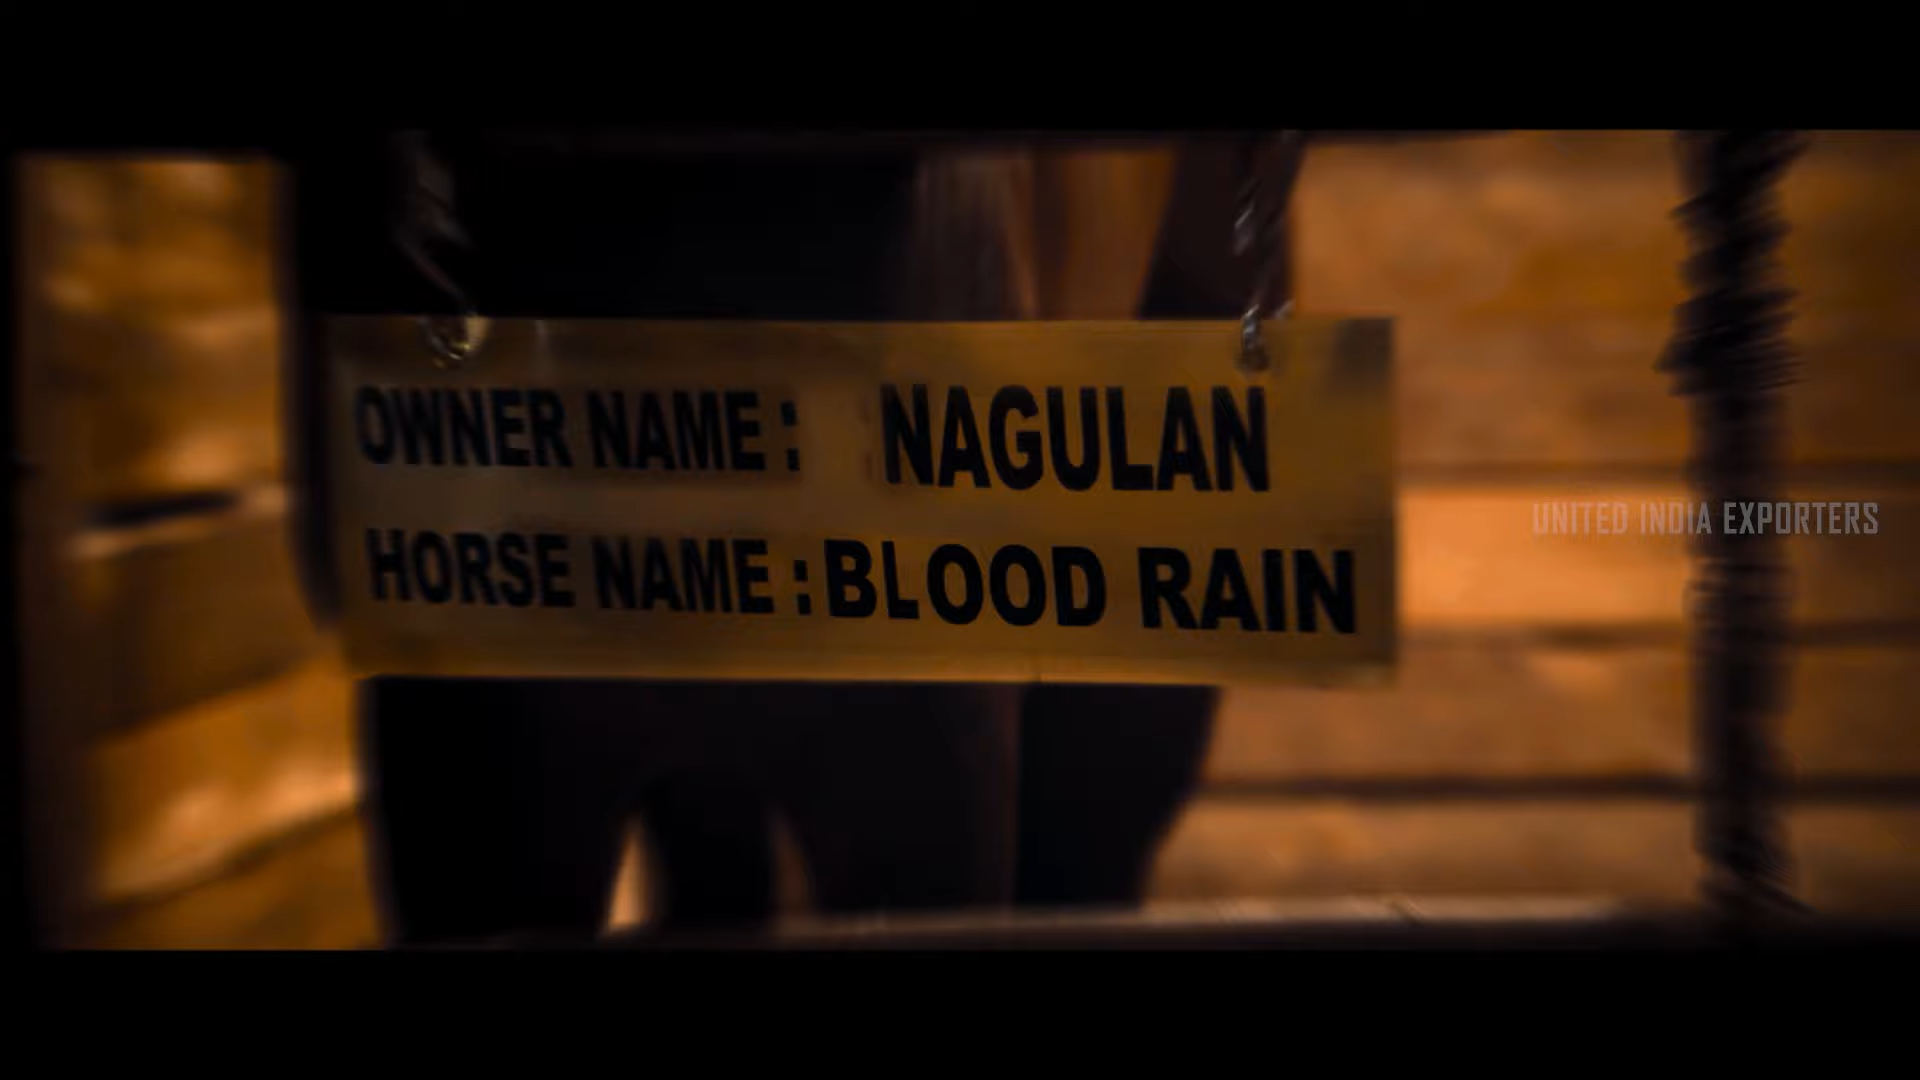 OWNER NAME : NAGULAN
HORSE NAME : BLOOD RAIN
UNITED INDIA EXPORTERS